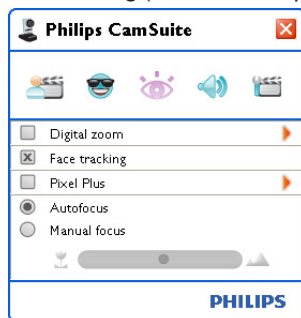 Philips CamSuite
Digital zoom
Face tracking
Pixel Plus
Autofocus
Manual focus
PHILIPS